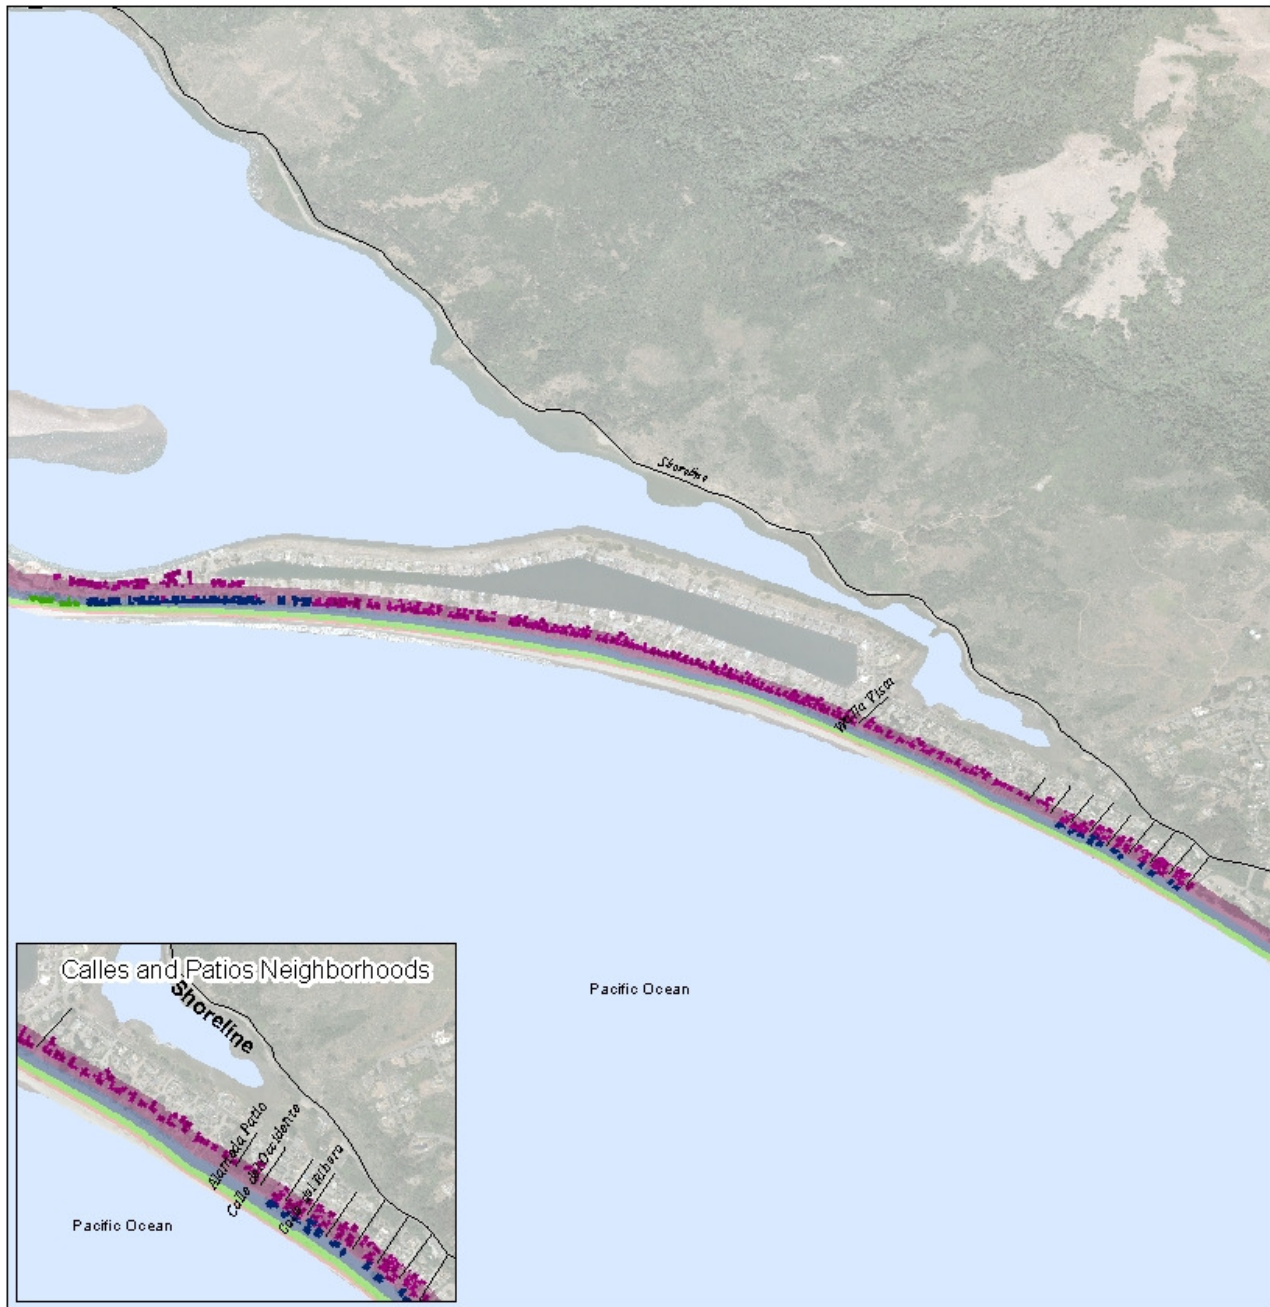 Shoreline
Walla Vista
Pacific Ocean
Calles and Patios Neighborhoods
Shoreline
Alameda Patio
Calle del Occidente
Calle del Ribera
Pacific Ocean